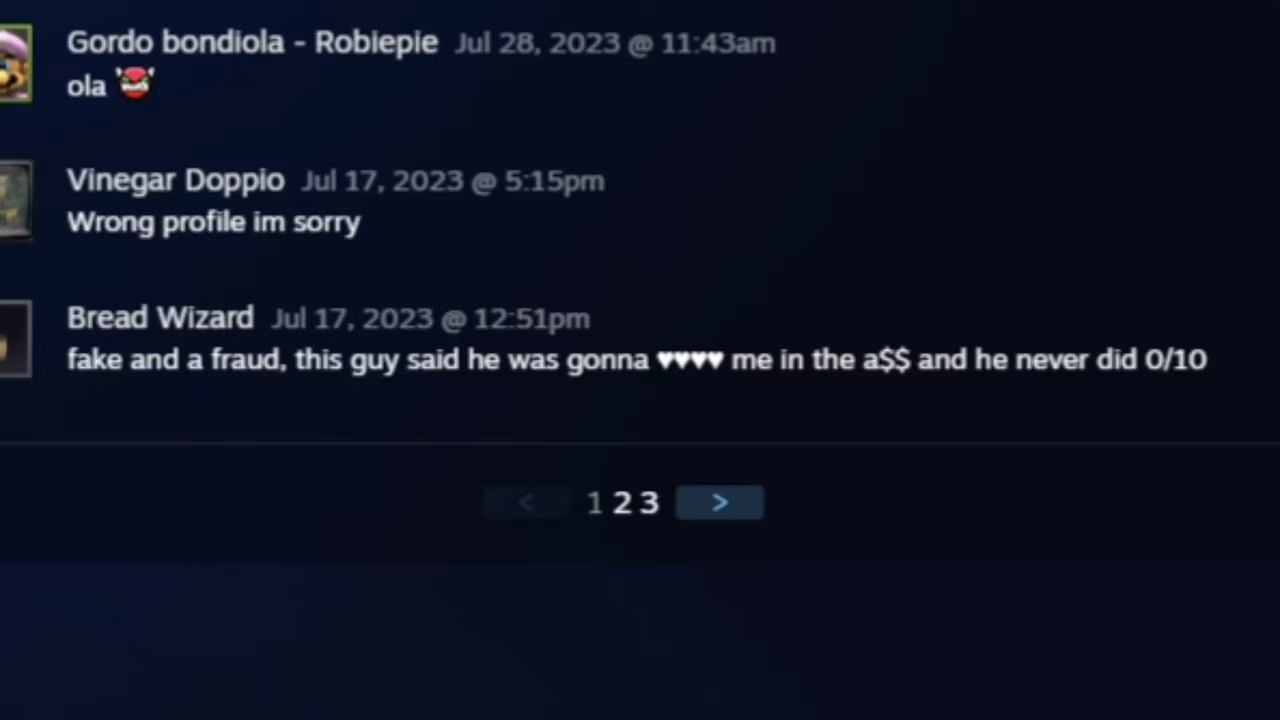 Gordo bondiola - Robiepie Jul 28, 2023 @ 11:43am
ola
Vinegar Doppio Jul 17, 2023 @ 5:15pm
Wrong profile im sorry
Bread Wizard Jul 17, 2023 @ 12:51pm
fake and a fraud, this guy said he was gonna ♥♥♥♥ me in the a$$ and he never did 0/10
< 1 2 3 >